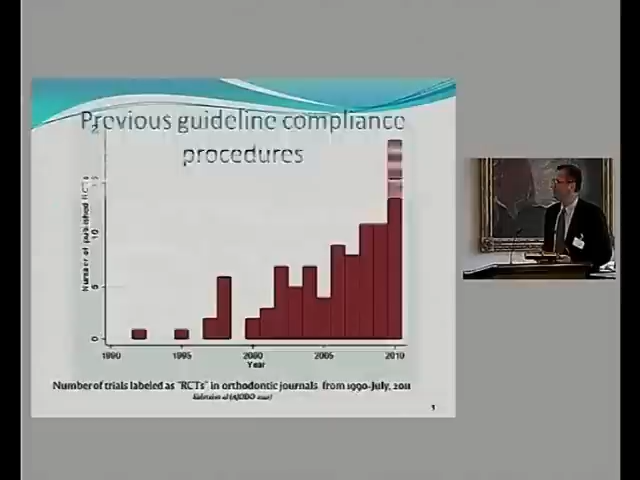 Previous guideline compliance
procedures
Number of published RCTs
0
5
10
15
1990
1995
2000
2005
2010
Year
Number of trials labeled as "RCTs" in orthodontic journals from 1990-July, 2011